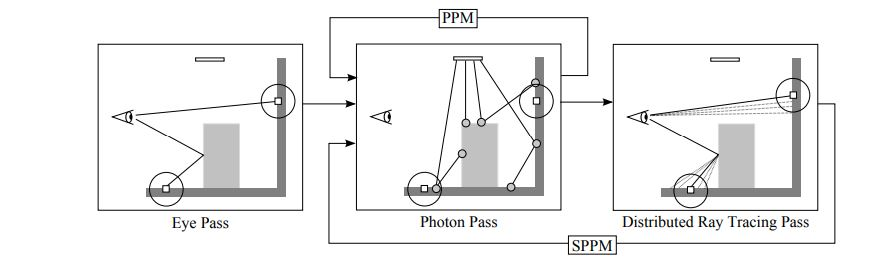 PPM
Eye Pass
Photon Pass
Distributed Ray Tracing Pass
SPPM